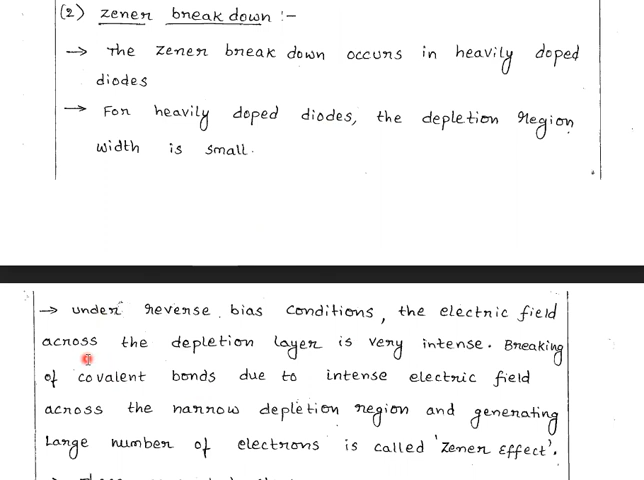 (2) zener break down :-
→ The zener break down occurs in heavily doped
diodes
→ For heavily doped diodes, the depletion region
width is small.
→ under reverse bias conditions, the electric field
across the depletion layer is very intense. Breaking
of covalent bonds due to intense electric field
across the narrow depletion region and generating
large number of electrons is called 'zener Effect'.